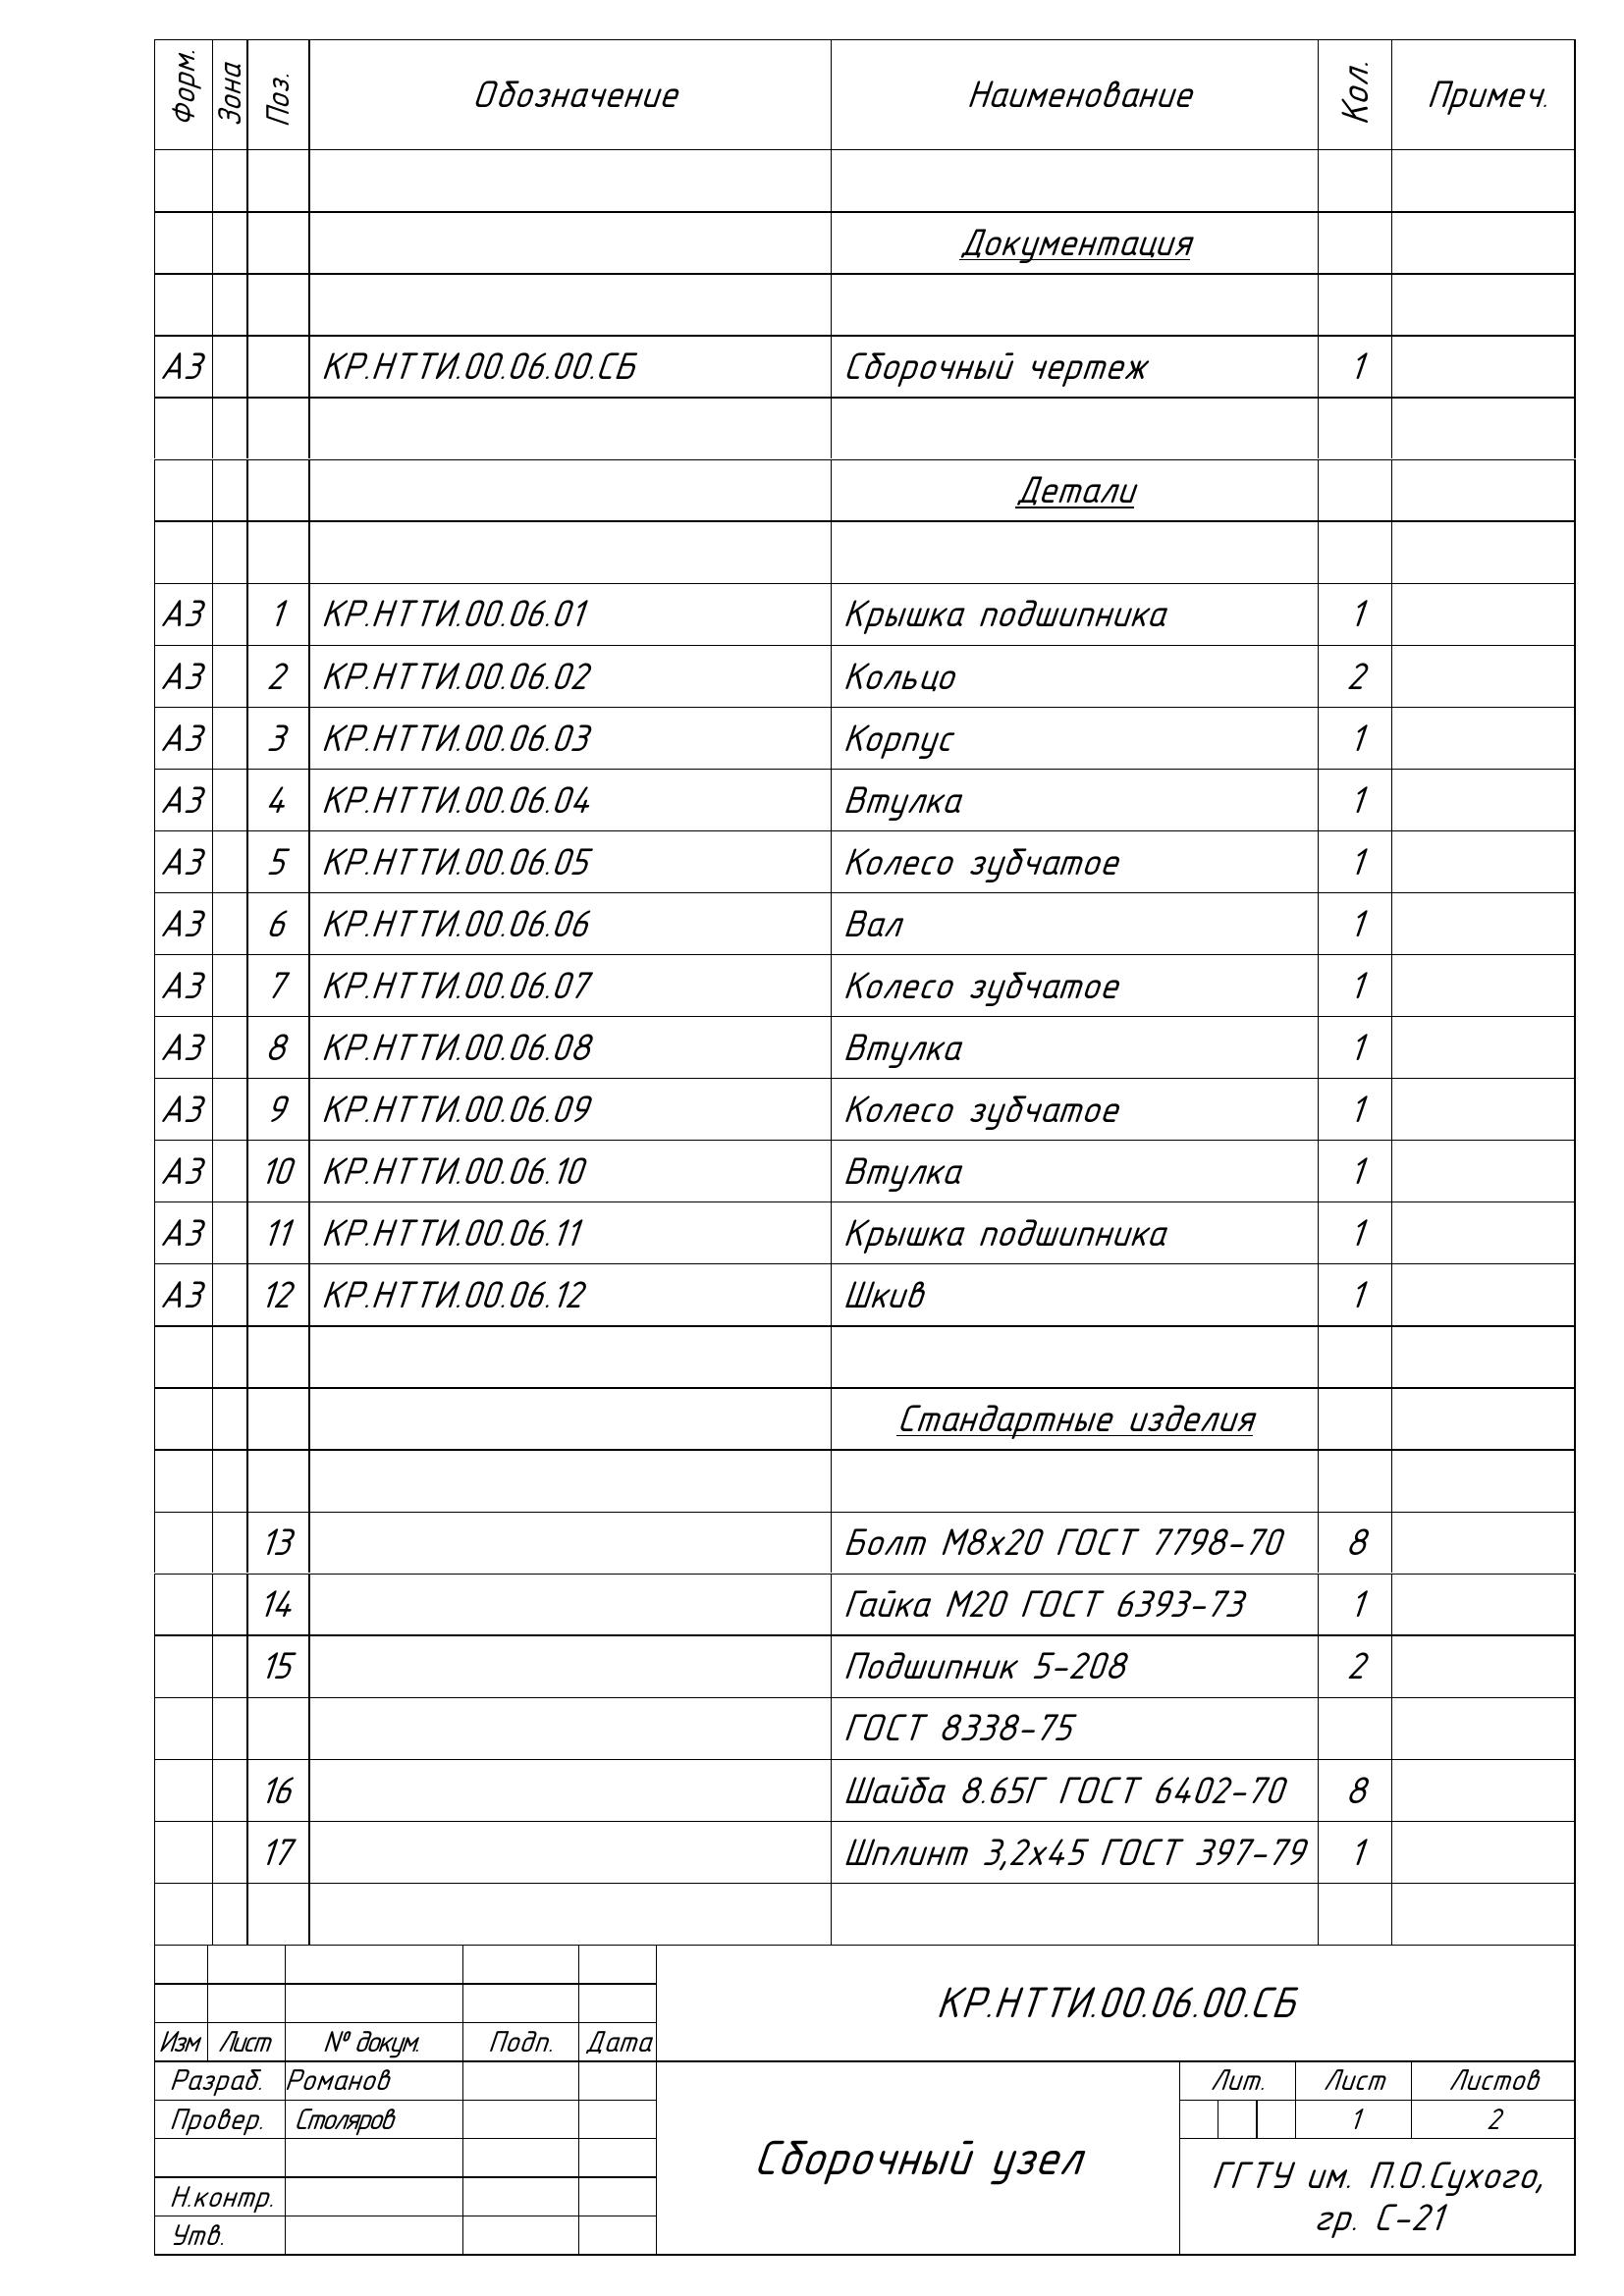 Форм. Зона Поз. Обозначение Наименование Кол. Примеч.
Документация
А3 КР.НТТИ.00.06.00.СБ Сборочный чертеж 1
Детали
А3 1 КР.НТТИ.00.06.01 Крышка подшипника 1
А3 2 КР.НТТИ.00.06.02 Кольцо 2
А3 3 КР.НТТИ.00.06.03 Корпус 1
А3 4 КР.НТТИ.00.06.04 Втулка 1
А3 5 КР.НТТИ.00.06.05 Колесо зубчатое 1
А3 6 КР.НТТИ.00.06.06 Вал 1
А3 7 КР.НТТИ.00.06.07 Колесо зубчатое 1
А3 8 КР.НТТИ.00.06.08 Втулка 1
А3 9 КР.НТТИ.00.06.09 Колесо зубчатое 1
А3 10 КР.НТТИ.00.06.10 Втулка 1
А3 11 КР.НТТИ.00.06.11 Крышка подшипника 1
А3 12 КР.НТТИ.00.06.12 Шкив 1
Стандартные изделия
13 Болт М8х20 ГОСТ 7798-70 8
14 Гайка М20 ГОСТ 6393-73 1
15 Подшипник 5-208 2
ГОСТ 8338-75
16 Шайба 8.65Г ГОСТ 6402-70 8
17 Шплинт 3,2х45 ГОСТ 397-79 1
КР.НТТИ.00.06.00.СБ
Изм Лист № докум. Подп. Дата
Разраб. Романов Лит. Лист Листов
Провер. Столяров 1 2
Сборочный узел
ГГТУ им. П.О.Сухого,
гр. С-21
Н.контр.
Утв.